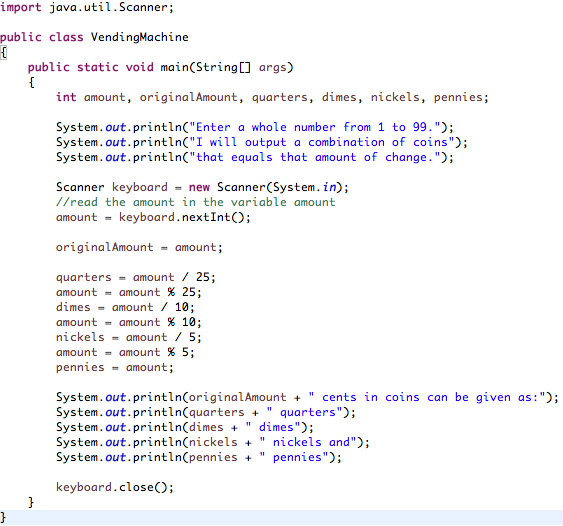 import java.util.Scanner;
public class VendingMachine
{
public static void main(String[] args)
{
int amount, originalAmount, quarters, dimes, nickels, pennies;
System.out.println("Enter a whole number from 1 to 99.");
System.out.println("I will output a combination of coins");
System.out.println("that equals that amount of change.");
Scanner keyboard = new Scanner(System.in);
//read the amount in the variable amount
amount = keyboard.nextInt();
originalAmount = amount;
quarters = amount / 25;
amount = amount % 25;
dimes = amount / 10;
amount = amount % 10;
nickels = amount / 5;
amount = amount % 5;
pennies = amount;
System.out.println(originalAmount + " cents in coins can be given as:");
System.out.println(quarters + " quarters");
System.out.println(dimes + " dimes");
System.out.println(nickels + " nickels and");
System.out.println(pennies + " pennies");
keyboard.close();
}
}